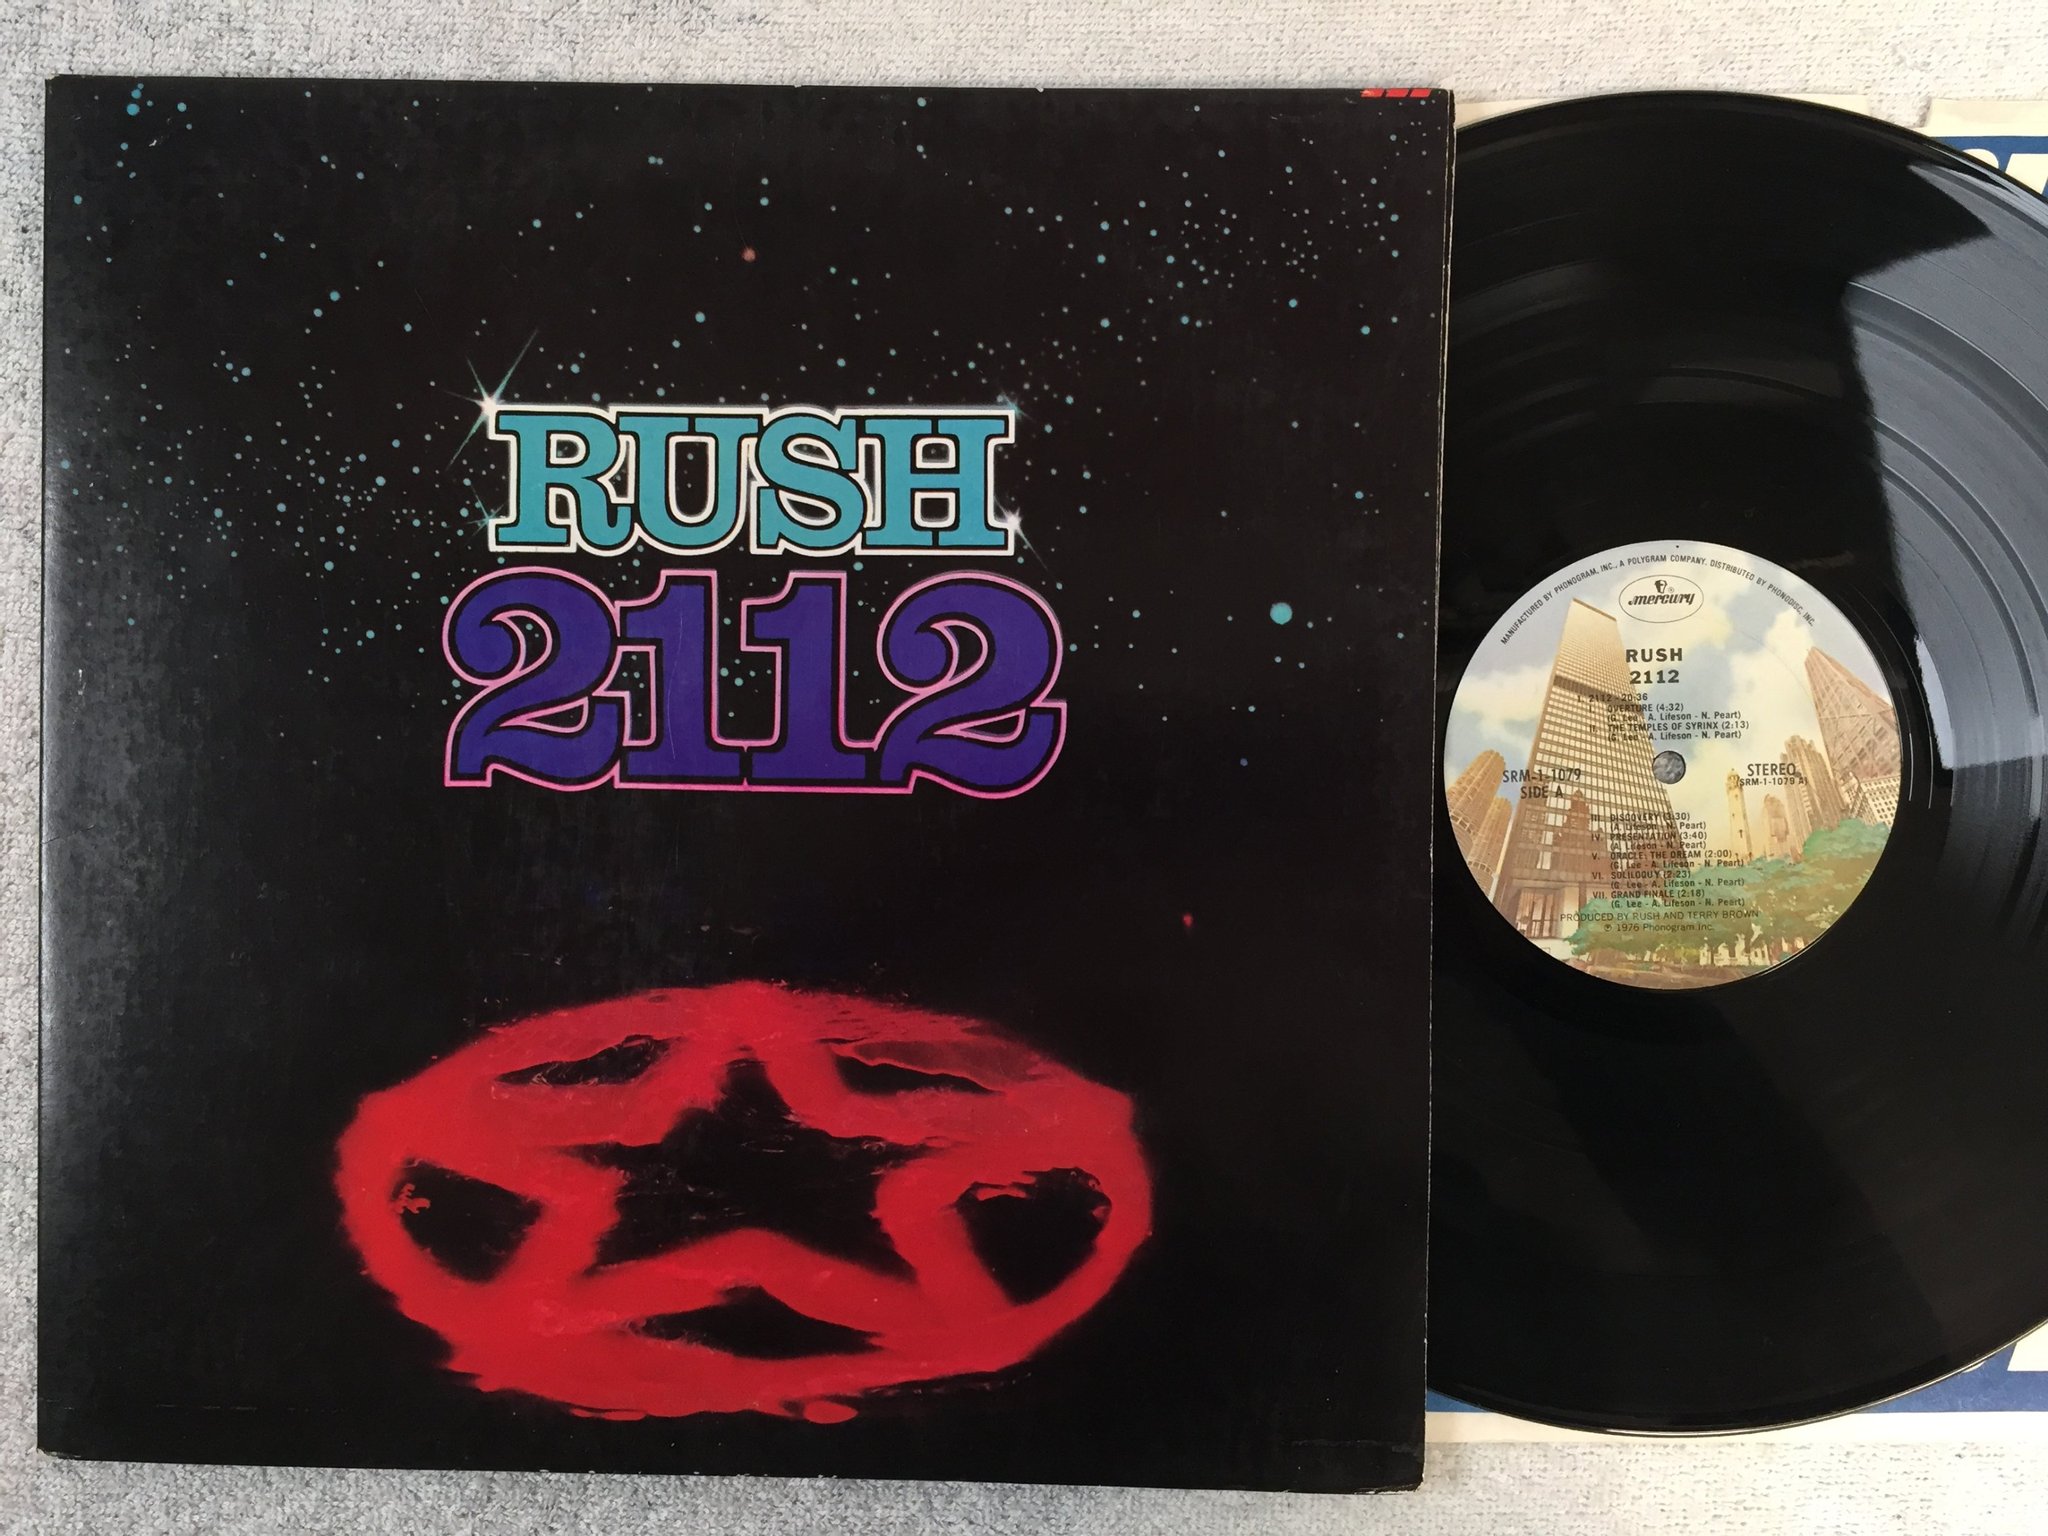 RUSH
2112
MANUFACTURED BY PHONOGRAM, INC., A POLYGRAM COMPANY. DISTRIBUTED BY PHONODISC, INC.
mercury ®
RUSH
2112
I. 2112 - 20:36
I. OVERTURE (4:32)
(G. Lee - A. Lifeson - N. Peart)
II. THE TEMPLES OF SYRINX (2:13)
(G. Lee - A. Lifeson - N. Peart)
SRM-1-1079
SIDE A
STEREO
(SRM-1-1079 A)
III. DISCOVERY (3:30)
(A. Lifeson - N. Peart)
IV. PRESENTATION (3:40)
(A. Lifeson - N. Peart)
V. ORACLE: THE DREAM (2:00)
(G. Lee - A. Lifeson - N. Peart)
VI. SOLILOQUY (2:23)
(G. Lee - A. Lifeson - N. Peart)
VII. GRAND FINALE (2:18)
(G. Lee - A. Lifeson - N. Peart)
PRODUCED BY RUSH AND TERRY BROWN
℗ 1976 Phonogram Inc.